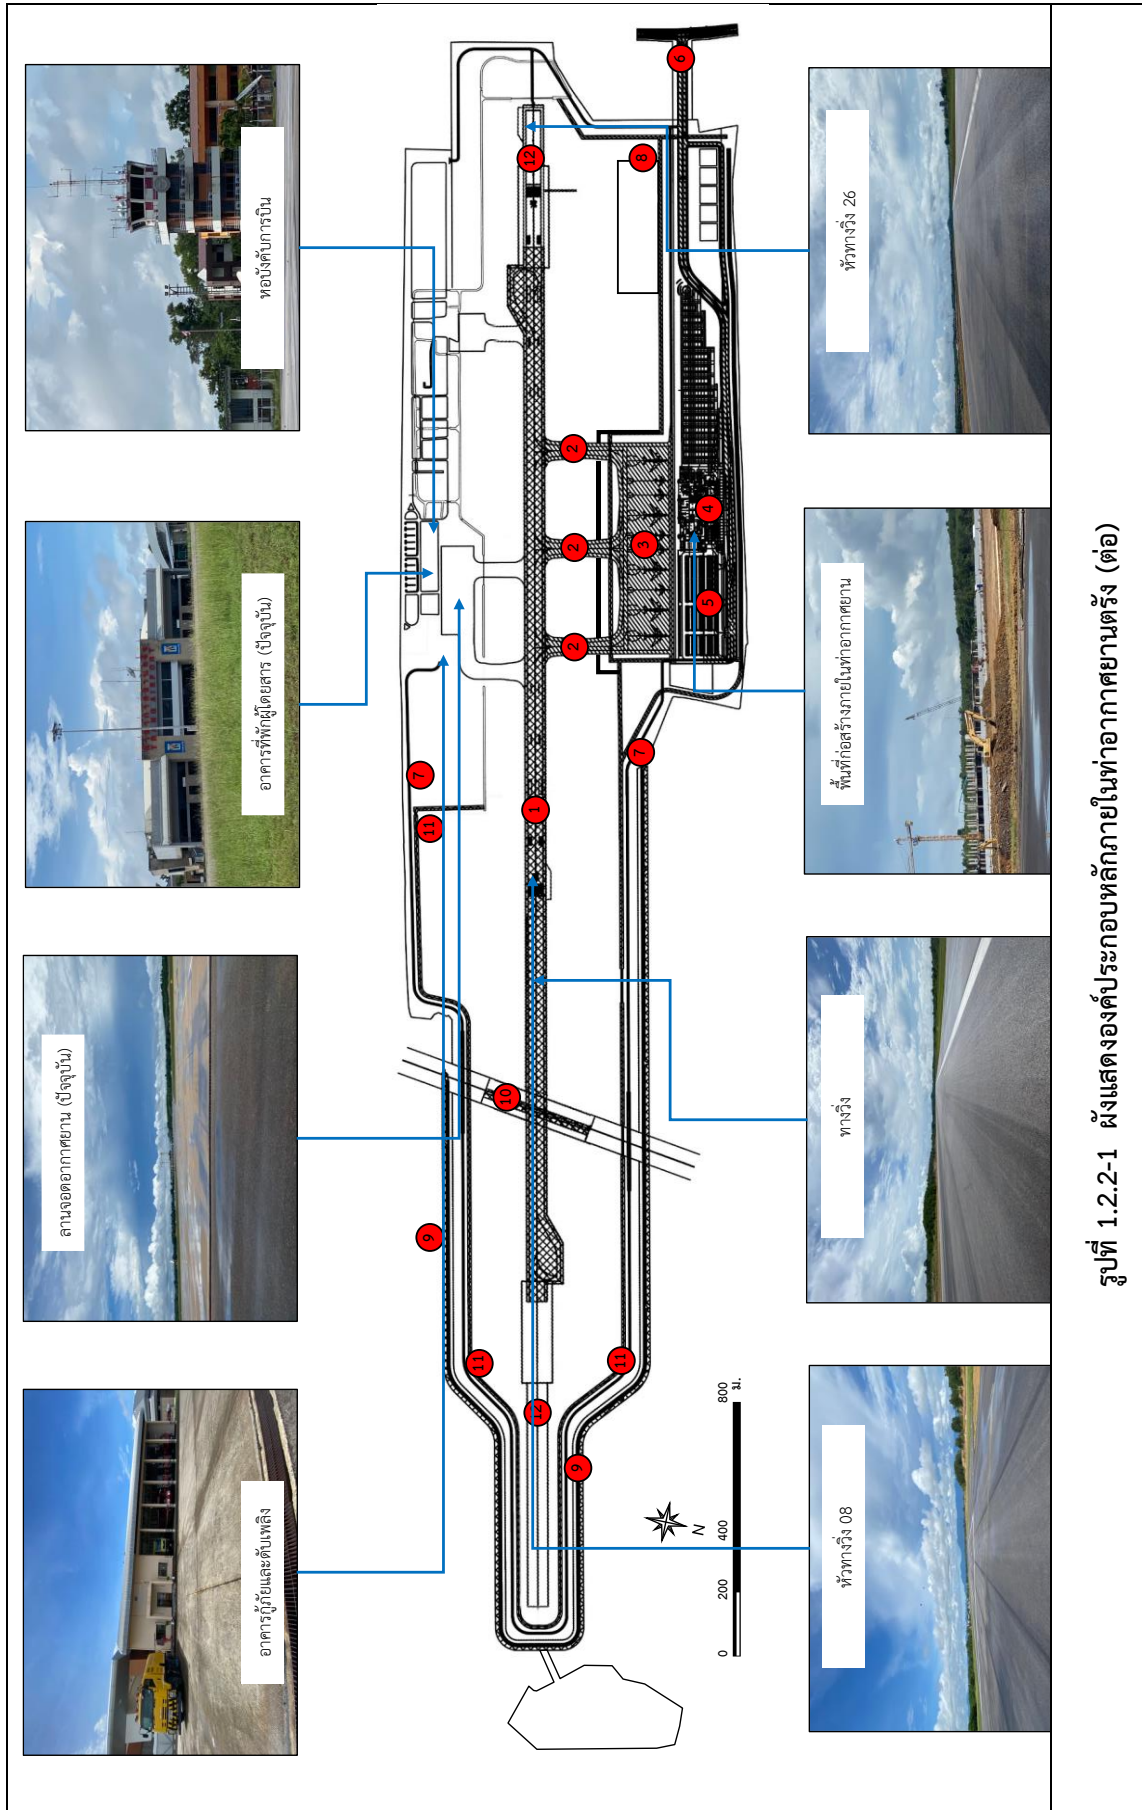 อาคารกู้ภัยและดับเพลิง
ลานจอดอากาศยาน (ปัจจุบัน)
อาคารที่พักผู้โดยสาร (ปัจจุบัน)
หอบังคับการบิน
9
11
7
11
10
12
1
12
2
2
2
3
8
6
11
9
7
5
4
N
0
200
400
800
ม.
หัวทางวิ่ง 08
ทางวิ่ง
พื้นที่ก่อสร้างภายในท่าอากาศยาน
หัวทางวิ่ง 26
รูปที่ 1.2.2-1 ผังแสดงองค์ประกอบหลักภายในท่าอากาศยานตรัง (ต่อ)